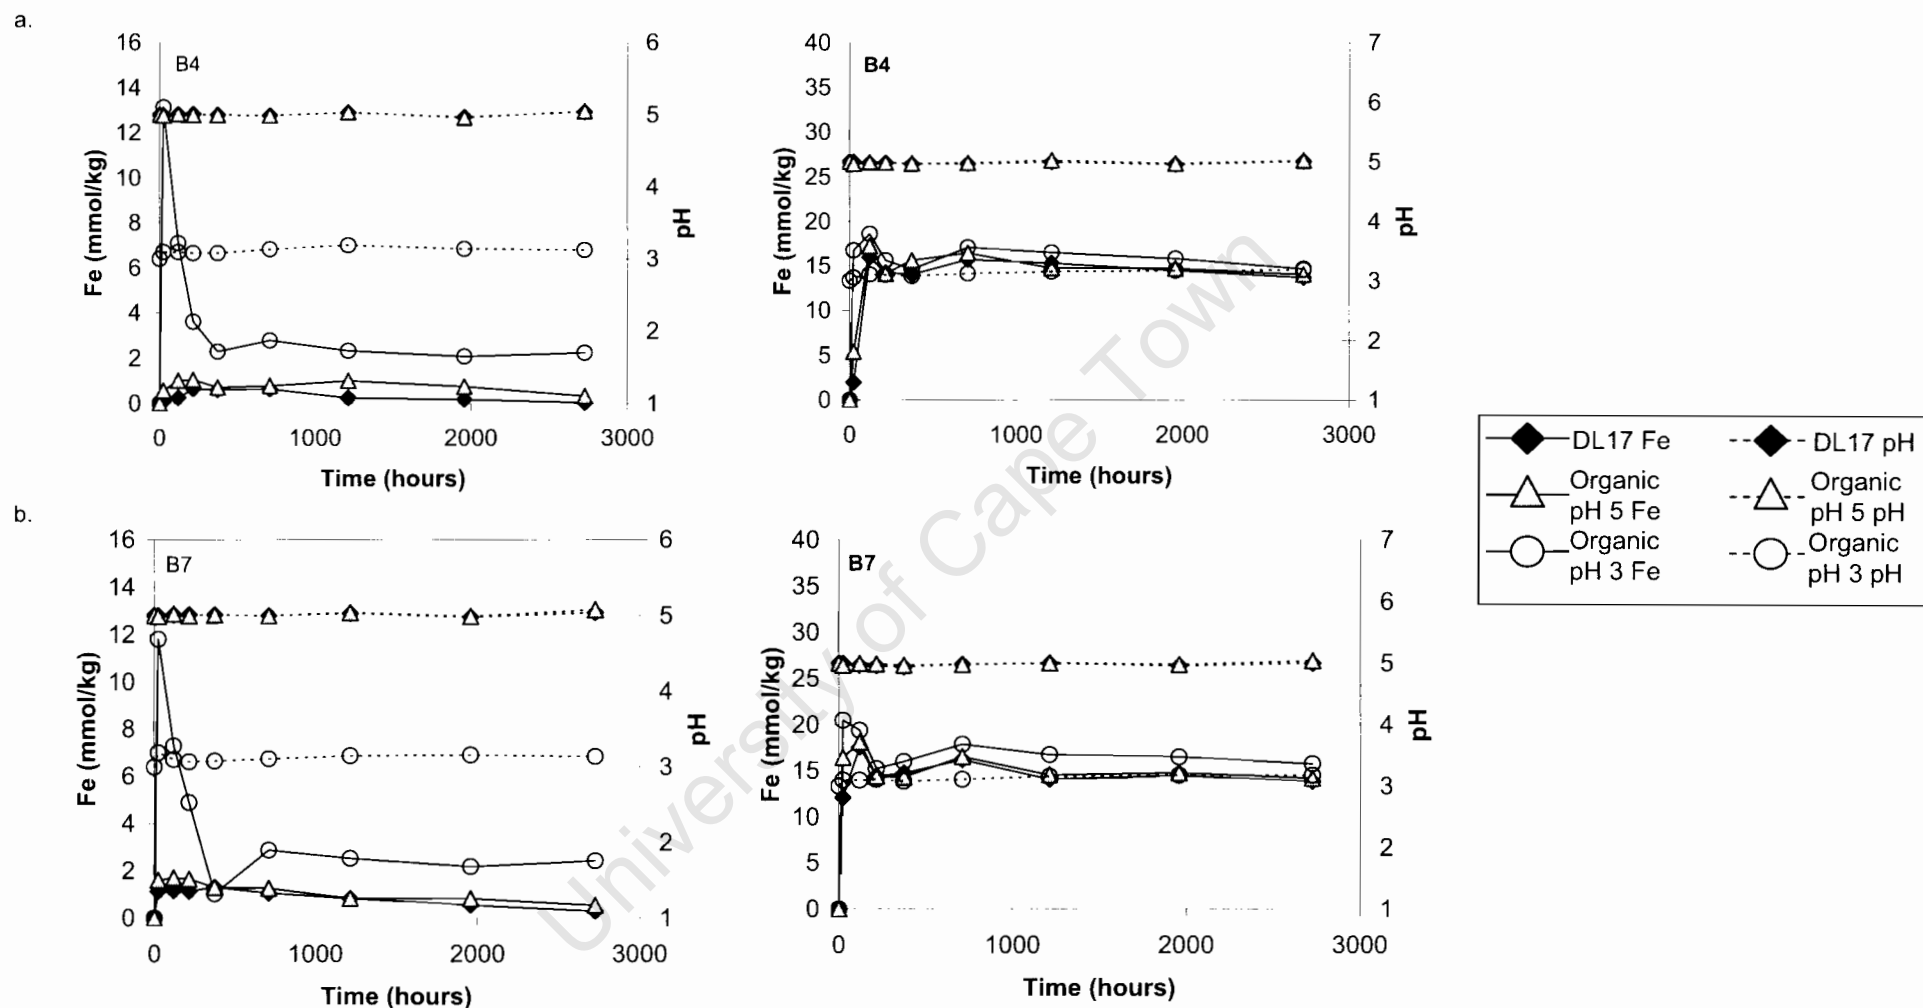 a.
B4
16
14
12
10
8
6
4
2
0
Fe (mmol/kg)
6
5
4
3
2
1
pH
0 1000 2000 3000
Time (hours)
B4
40
35
30
25
20
15
10
5
0
Fe (mmol/kg)
7
6
5
4
3
2
1
pH
0 1000 2000 3000
Time (hours)
DL17 Fe
Organic
pH 5 Fe
Organic
pH 3 Fe
DL17 pH
Organic
pH 5 pH
Organic
pH 3 pH
b.
B7
16
14
12
10
8
6
4
2
0
Fe (mmol/kg)
6
5
4
3
2
1
pH
0 1000 2000 3000
Time (hours)
B7
40
35
30
25
20
15
10
5
0
Fe (mmol/kg)
7
6
5
4
3
2
1
pH
0 1000 2000 3000
Time (hours)
University of Cape Town